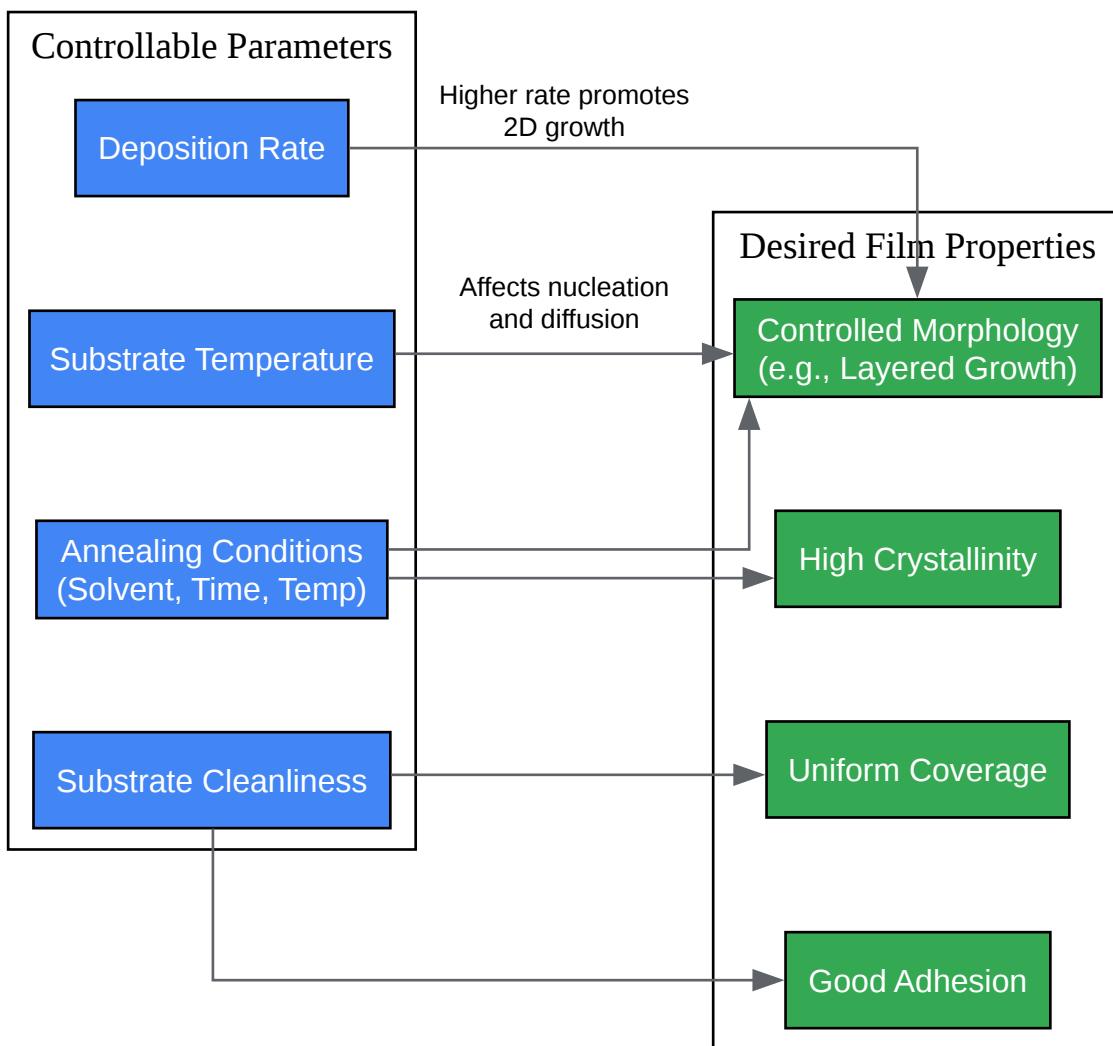 Controllable Parameters
Deposition Rate
Higher rate promotes
2D growth
Desired Film Properties
Substrate Temperature
Affects nucleation
and diffusion
Controlled Morphology
(e.g., Layered Growth)
Annealing Conditions
(Solvent, Time, Temp)
High Crystallinity
Substrate Cleanliness
Uniform Coverage
Good Adhesion